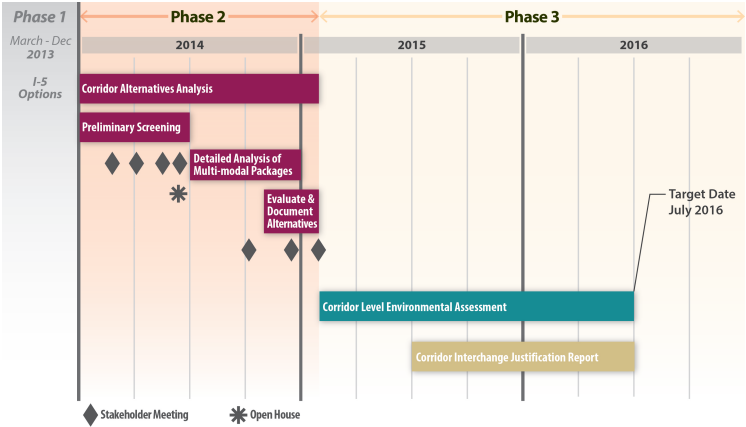 Phase 1
Phase 2
Phase 3
March - Dec
2013
2014
2015
2016
I-5
Options
Corridor Alternatives Analysis
Preliminary Screening
Detailed Analysis of
Multi-modal Packages
Evaluate &
Document
Alternatives
Target Date
July 2016
Corridor Level Environmental Assessment
Corridor Interchange Justification Report
Stakeholder Meeting
Open House